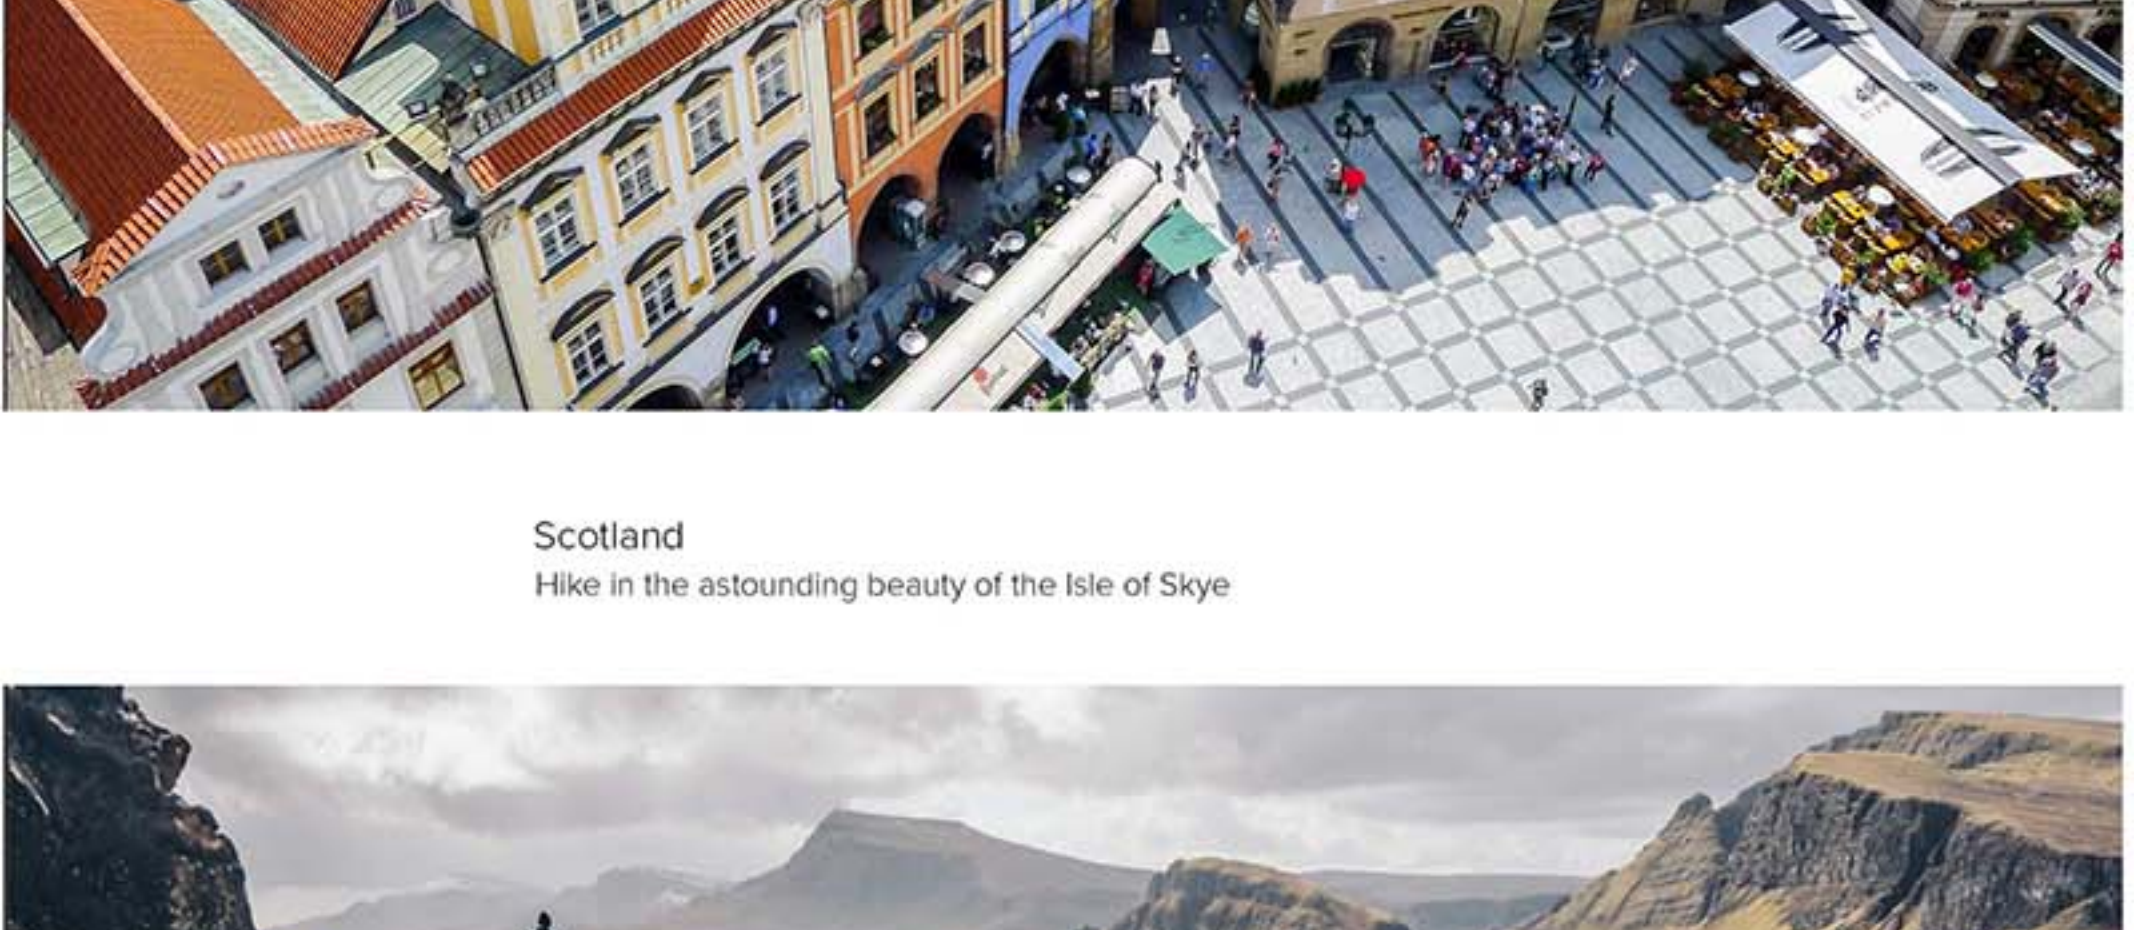 Scotland
Hike in the astounding beauty of the Isle of Skye